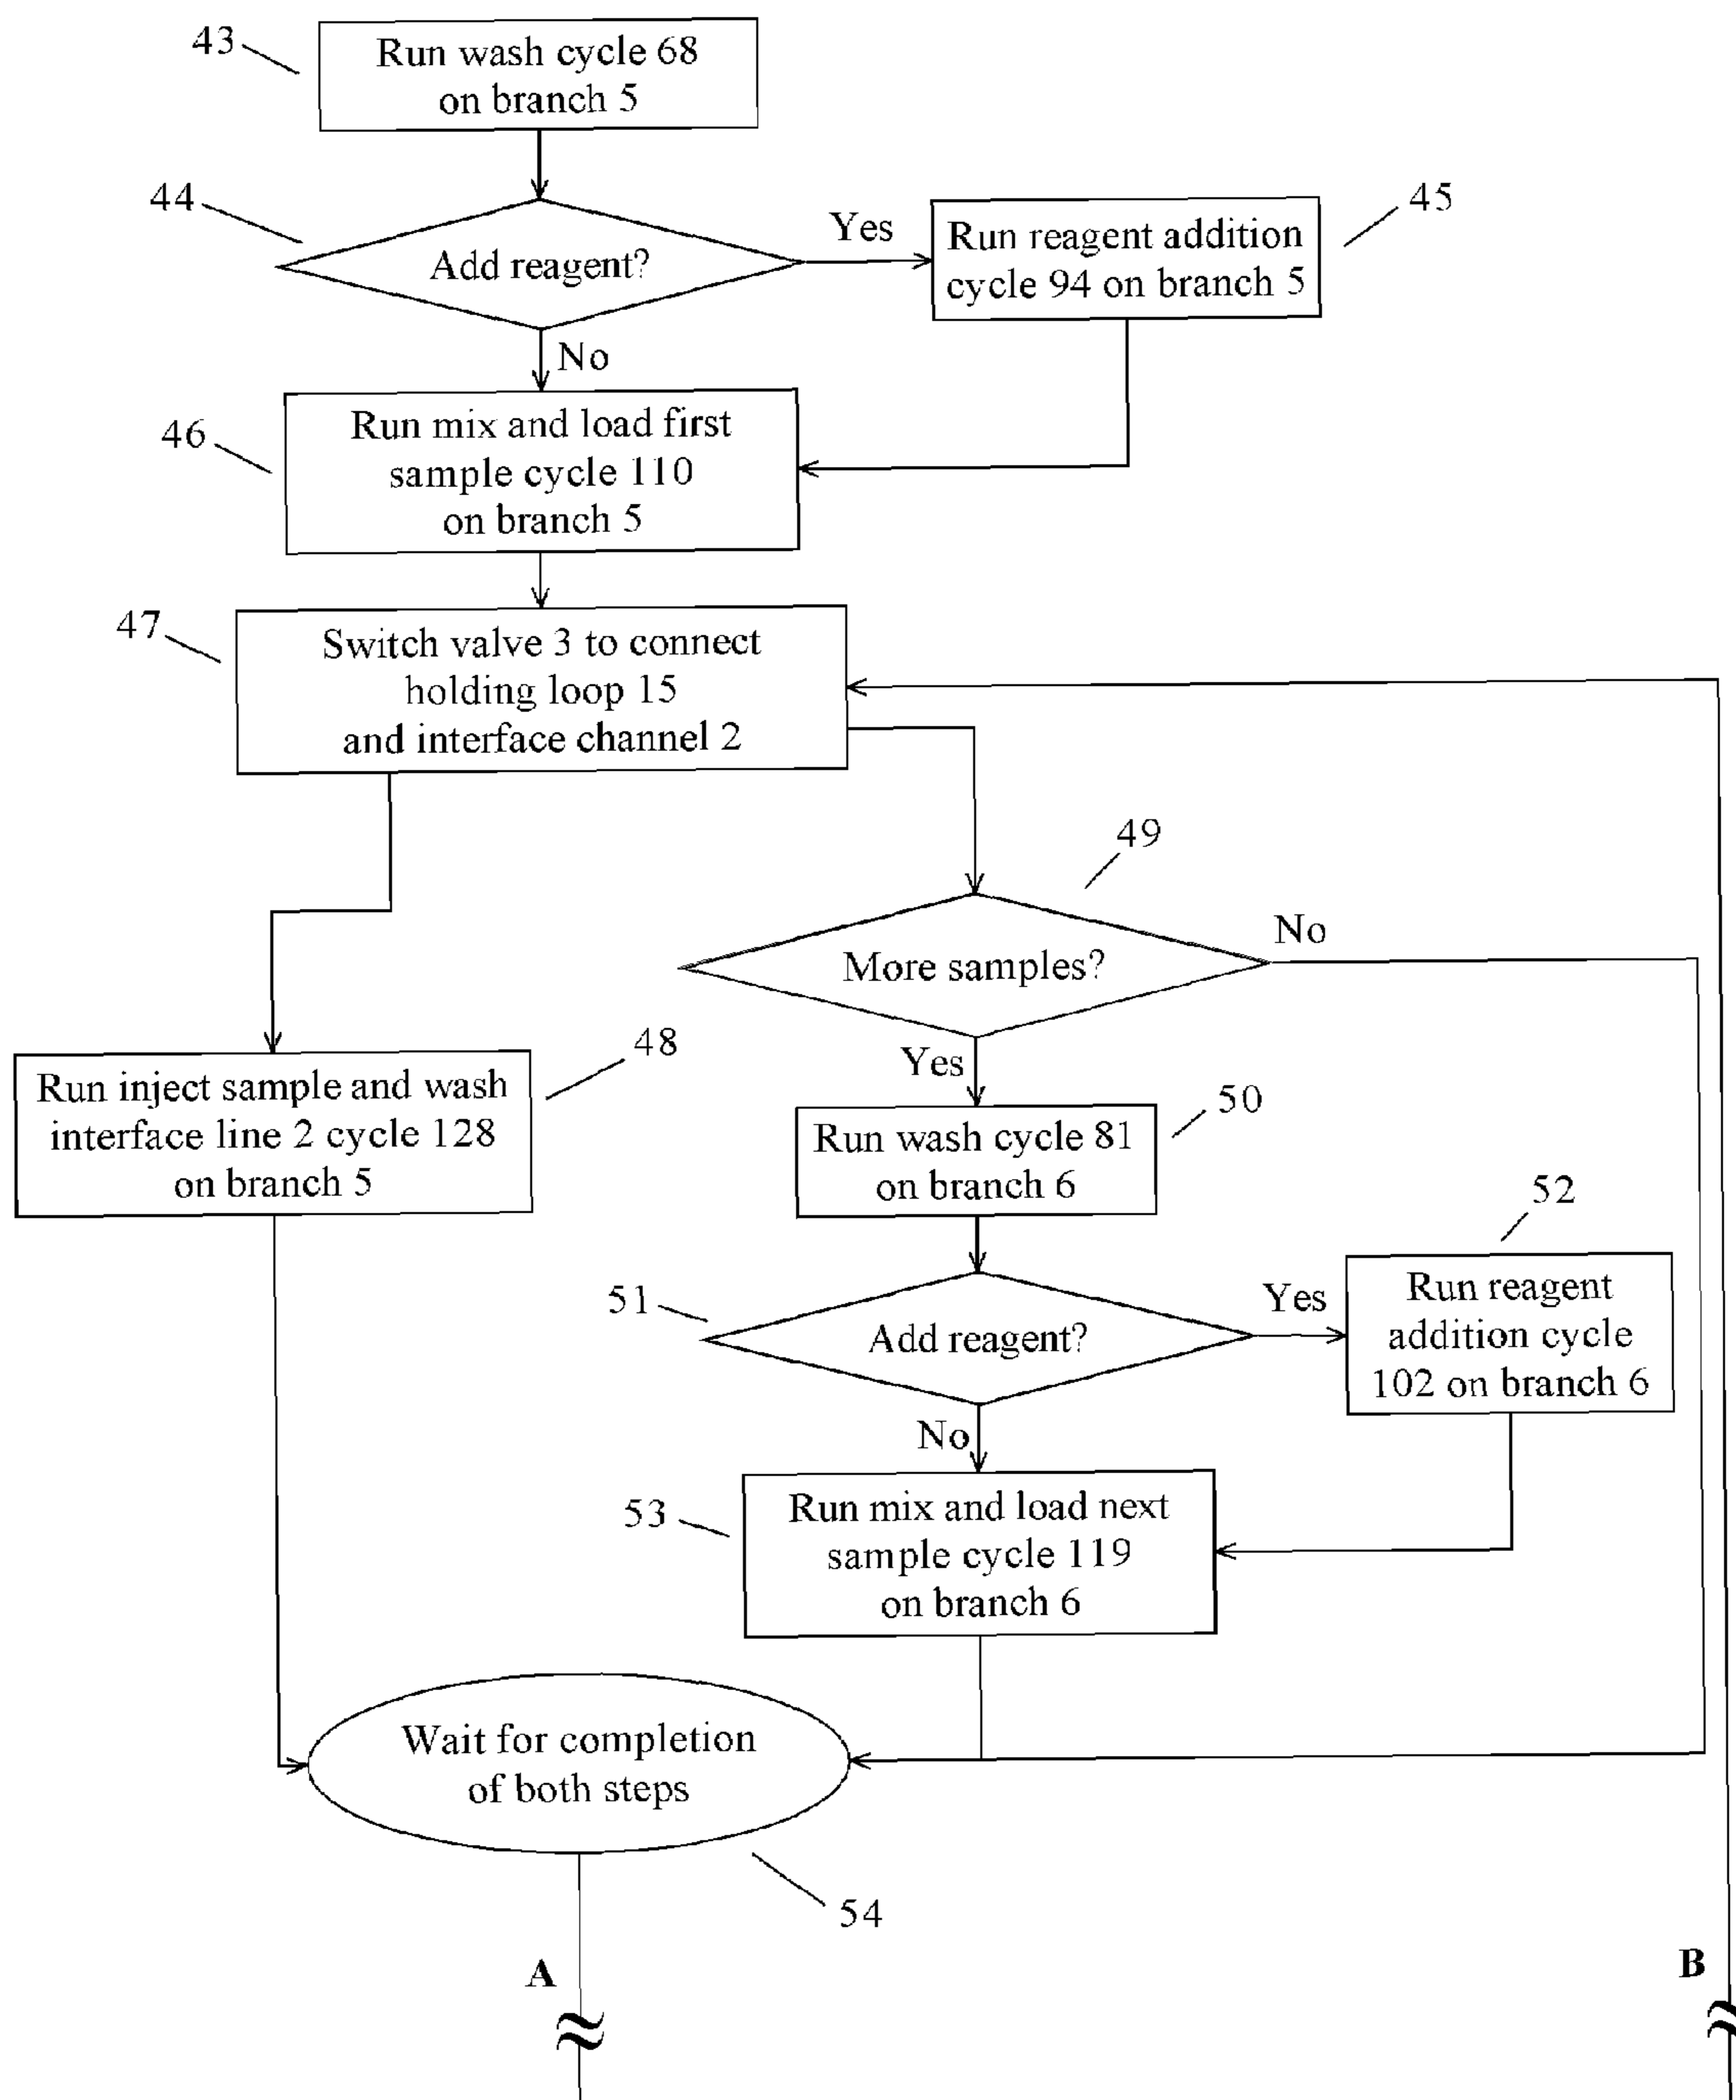 43
Run wash cycle 68
on branch 5
44
Add reagent?
Yes
45
Run reagent addition
cycle 94 on branch 5
No
46
Run mix and load first
sample cycle 110
on branch 5
47
Switch valve 3 to connect
holding loop 15
and interface channel 2
49
More samples?
No
Yes
48
Run inject sample and wash
interface line 2 cycle 128
on branch 5
50
Run wash cycle 81
on branch 6
51
Add reagent?
Yes
52
Run reagent
addition cycle
102 on branch 6
No
53
Run mix and load next
sample cycle 119
on branch 6
Wait for completion
of both steps
54
A
B